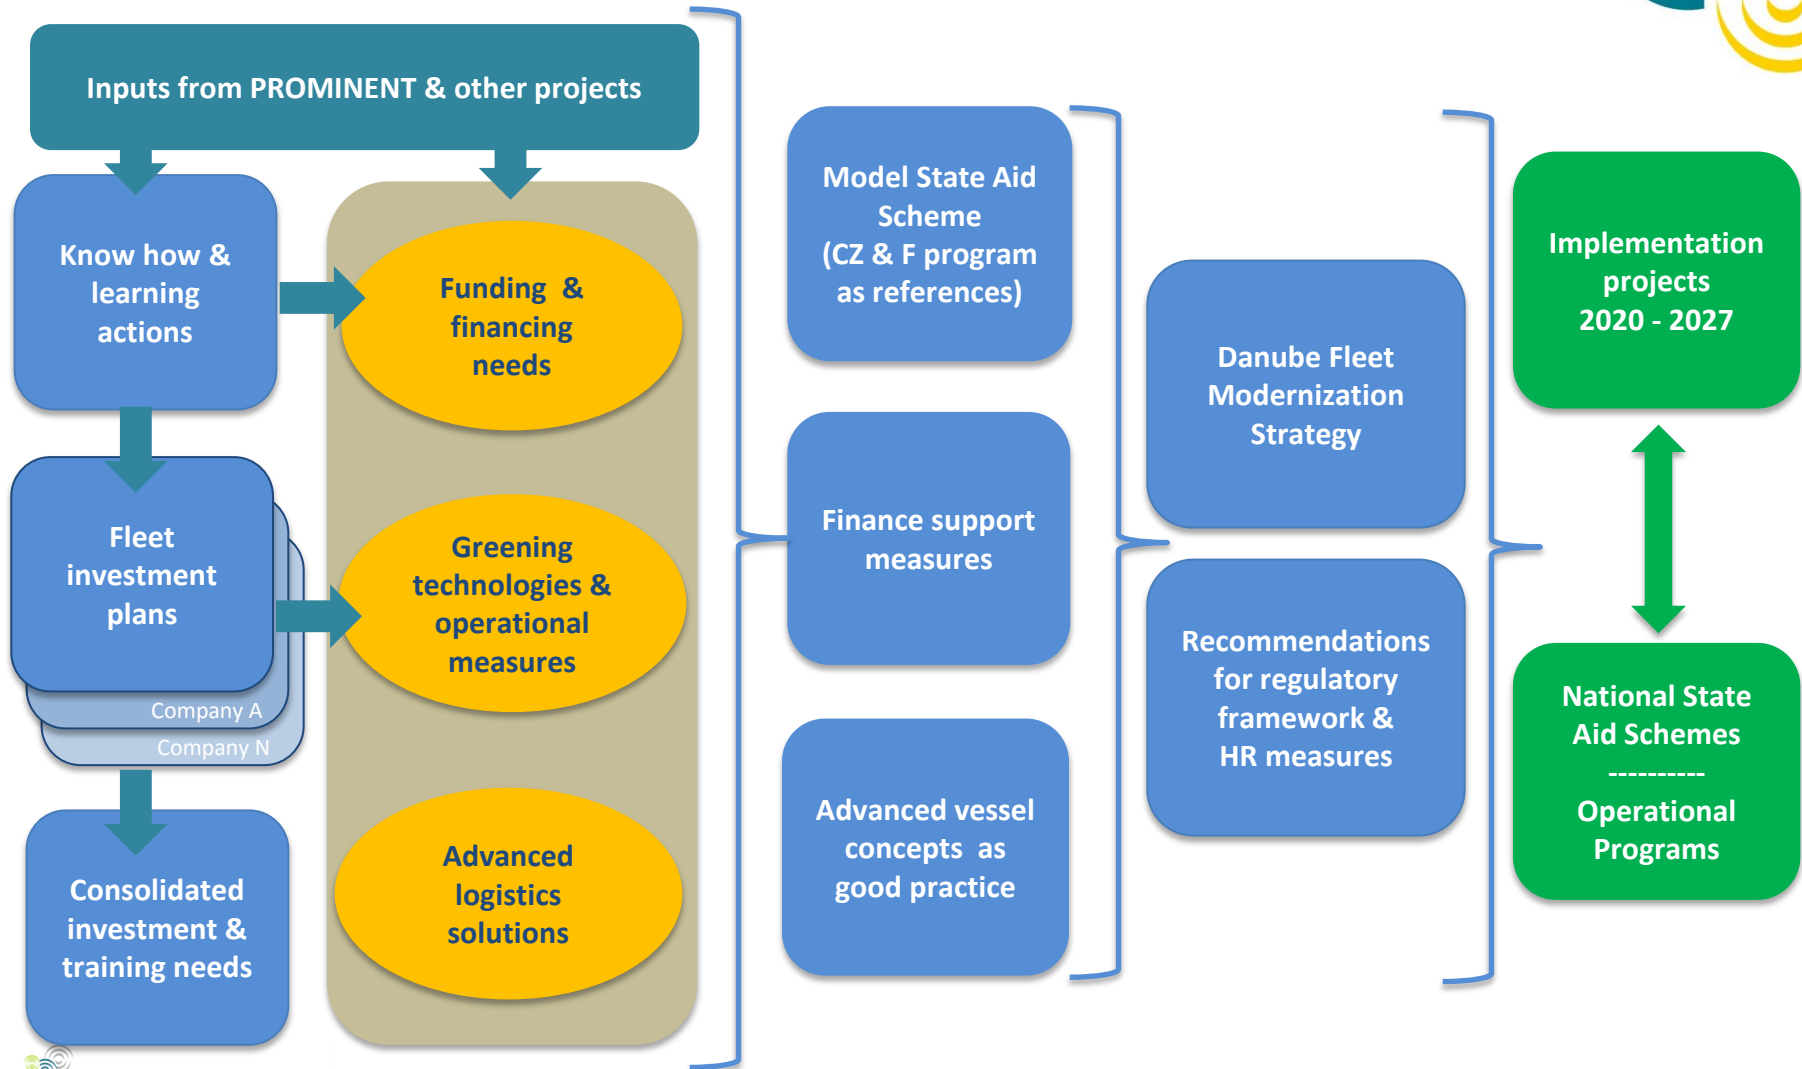 Inputs from PROMINENT & other projects
Know how &
learning
actions
Fleet
investment
plans
Company A
Company N
Consolidated
investment &
training needs
Funding & 
financing
needs
Greening
technologies &
operational
measures
Advanced
logistics
solutions
Model State Aid
Scheme
(CZ & F program
as references)
Finance support
measures
Advanced vessel
concepts as
good practice
Danube Fleet
Modernization
Strategy
Recommendations
for regulatory
framework &
HR measures
Implementation
projects
2020 - 2027
National State
Aid Schemes
----------
Operational
Programs